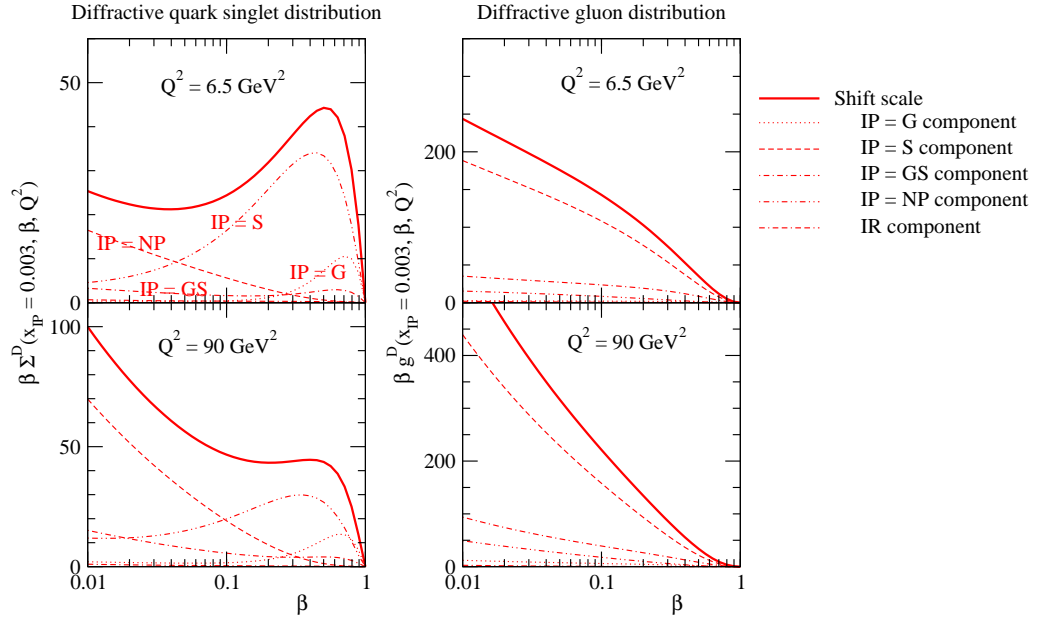 Diffractive quark singlet distribution
Diffractive gluon distribution
Q² = 6.5 GeV²
50
0
IP = S
IP = NP
IP = G
IP = GS
Q² = 6.5 GeV²
200
0
Shift scale
IP = G component
IP = S component
IP = GS component
IP = NP component
IR component
β Σᴰ(x_IP = 0.003, β, Q²)
Q² = 90 GeV²
100
50
0
0.01
0.1
1
β
β gᴰ(x_IP = 0.003, β, Q²)
Q² = 90 GeV²
400
200
0
0.01
0.1
1
β